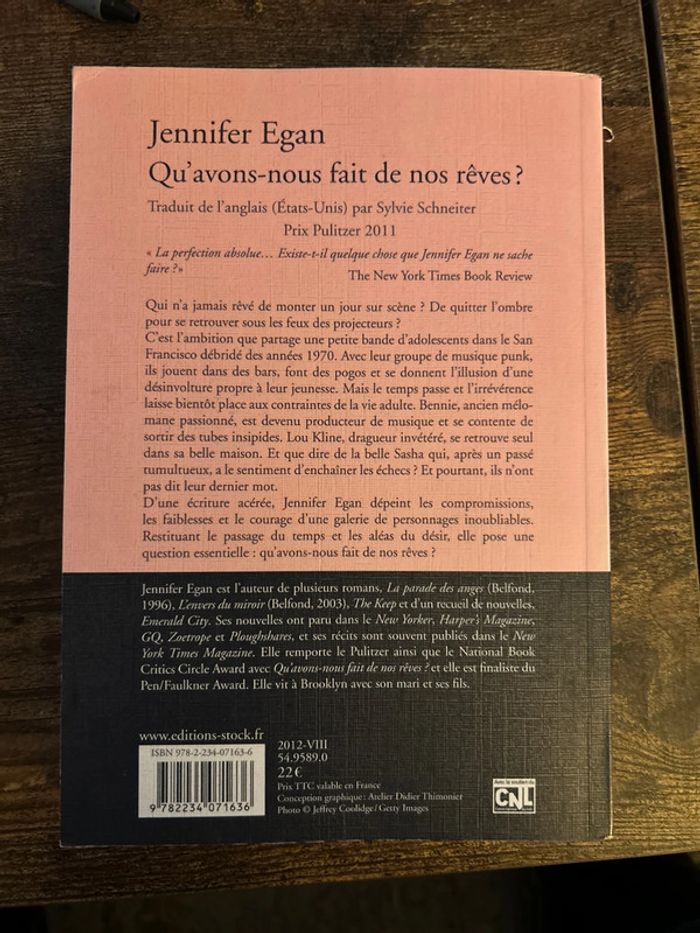 Jennifer Egan
Qu'avons-nous fait de nos rêves ?
Traduit de l'anglais (États-Unis) par Sylvie Schneiter
Prix Pulitzer 2011
« La perfection absolue… Existe-t-il quelque chose que Jennifer Egan ne sache
faire ?»
The New York Times Book Review
Qui n'a jamais rêvé de monter un jour sur scène ? De quitter l'ombre
pour se retrouver sous les feux des projecteurs ?
C'est l'ambition que partage une petite bande d'adolescents dans le San
Francisco débridé des années 1970. Avec leur groupe de musique punk,
ils jouent dans des bars, font des pogos et se donnent l'illusion d'une
désinvolture propre à leur jeunesse. Mais le temps passe et l'irrévérence
laisse bientôt place aux contraintes de la vie adulte. Bennie, ancien mélo-
mane passionné, est devenu producteur de musique et se contente de
sortir des tubes insipides. Lou Kline, dragueur invétéré, se retrouve seul
dans sa belle maison. Et que dire de la belle Sasha qui, après un passé
tumultueux, a le sentiment d'enchaîner les échecs ? Et pourtant, ils n'ont
pas dit leur dernier mot.
D'une écriture acérée, Jennifer Egan dépeint les compromissions,
les faiblesses et le courage d'une galerie de personnages inoubliables.
Restituant le passage du temps et les aléas du désir, elle pose une
question essentielle : qu'avons-nous fait de nos rêves ?
Jennifer Egan est l'auteur de plusieurs romans, La parade des anges (Belfond,
1996), L'envers du miroir (Belfond, 2003), The Keep et d'un recueil de nouvelles,
Emerald City. Ses nouvelles ont paru dans le New Yorker, Harper's Magazine,
GQ, Zoetrope et Ploughshares, et ses récits sont souvent publiés dans le New
York Times Magazine. Elle remporte le Pulitzer ainsi que le National Book
Critics Circle Award avec Qu'avons-nous fait de nos rêves ? et elle est finaliste du
Pen/Faulkner Award. Elle vit à Brooklyn avec son mari et ses fils.
www.editions-stock.fr
ISBN 978-2-234-07163-6
9 782234 071636
2012-VIII
54.9589.0
22 €
Prix TTC valable en France
Conception graphique : Atelier Didier Thimonier
Photo © Jeffrey Coolidge / Getty Images
Avec le soutien du
CNL